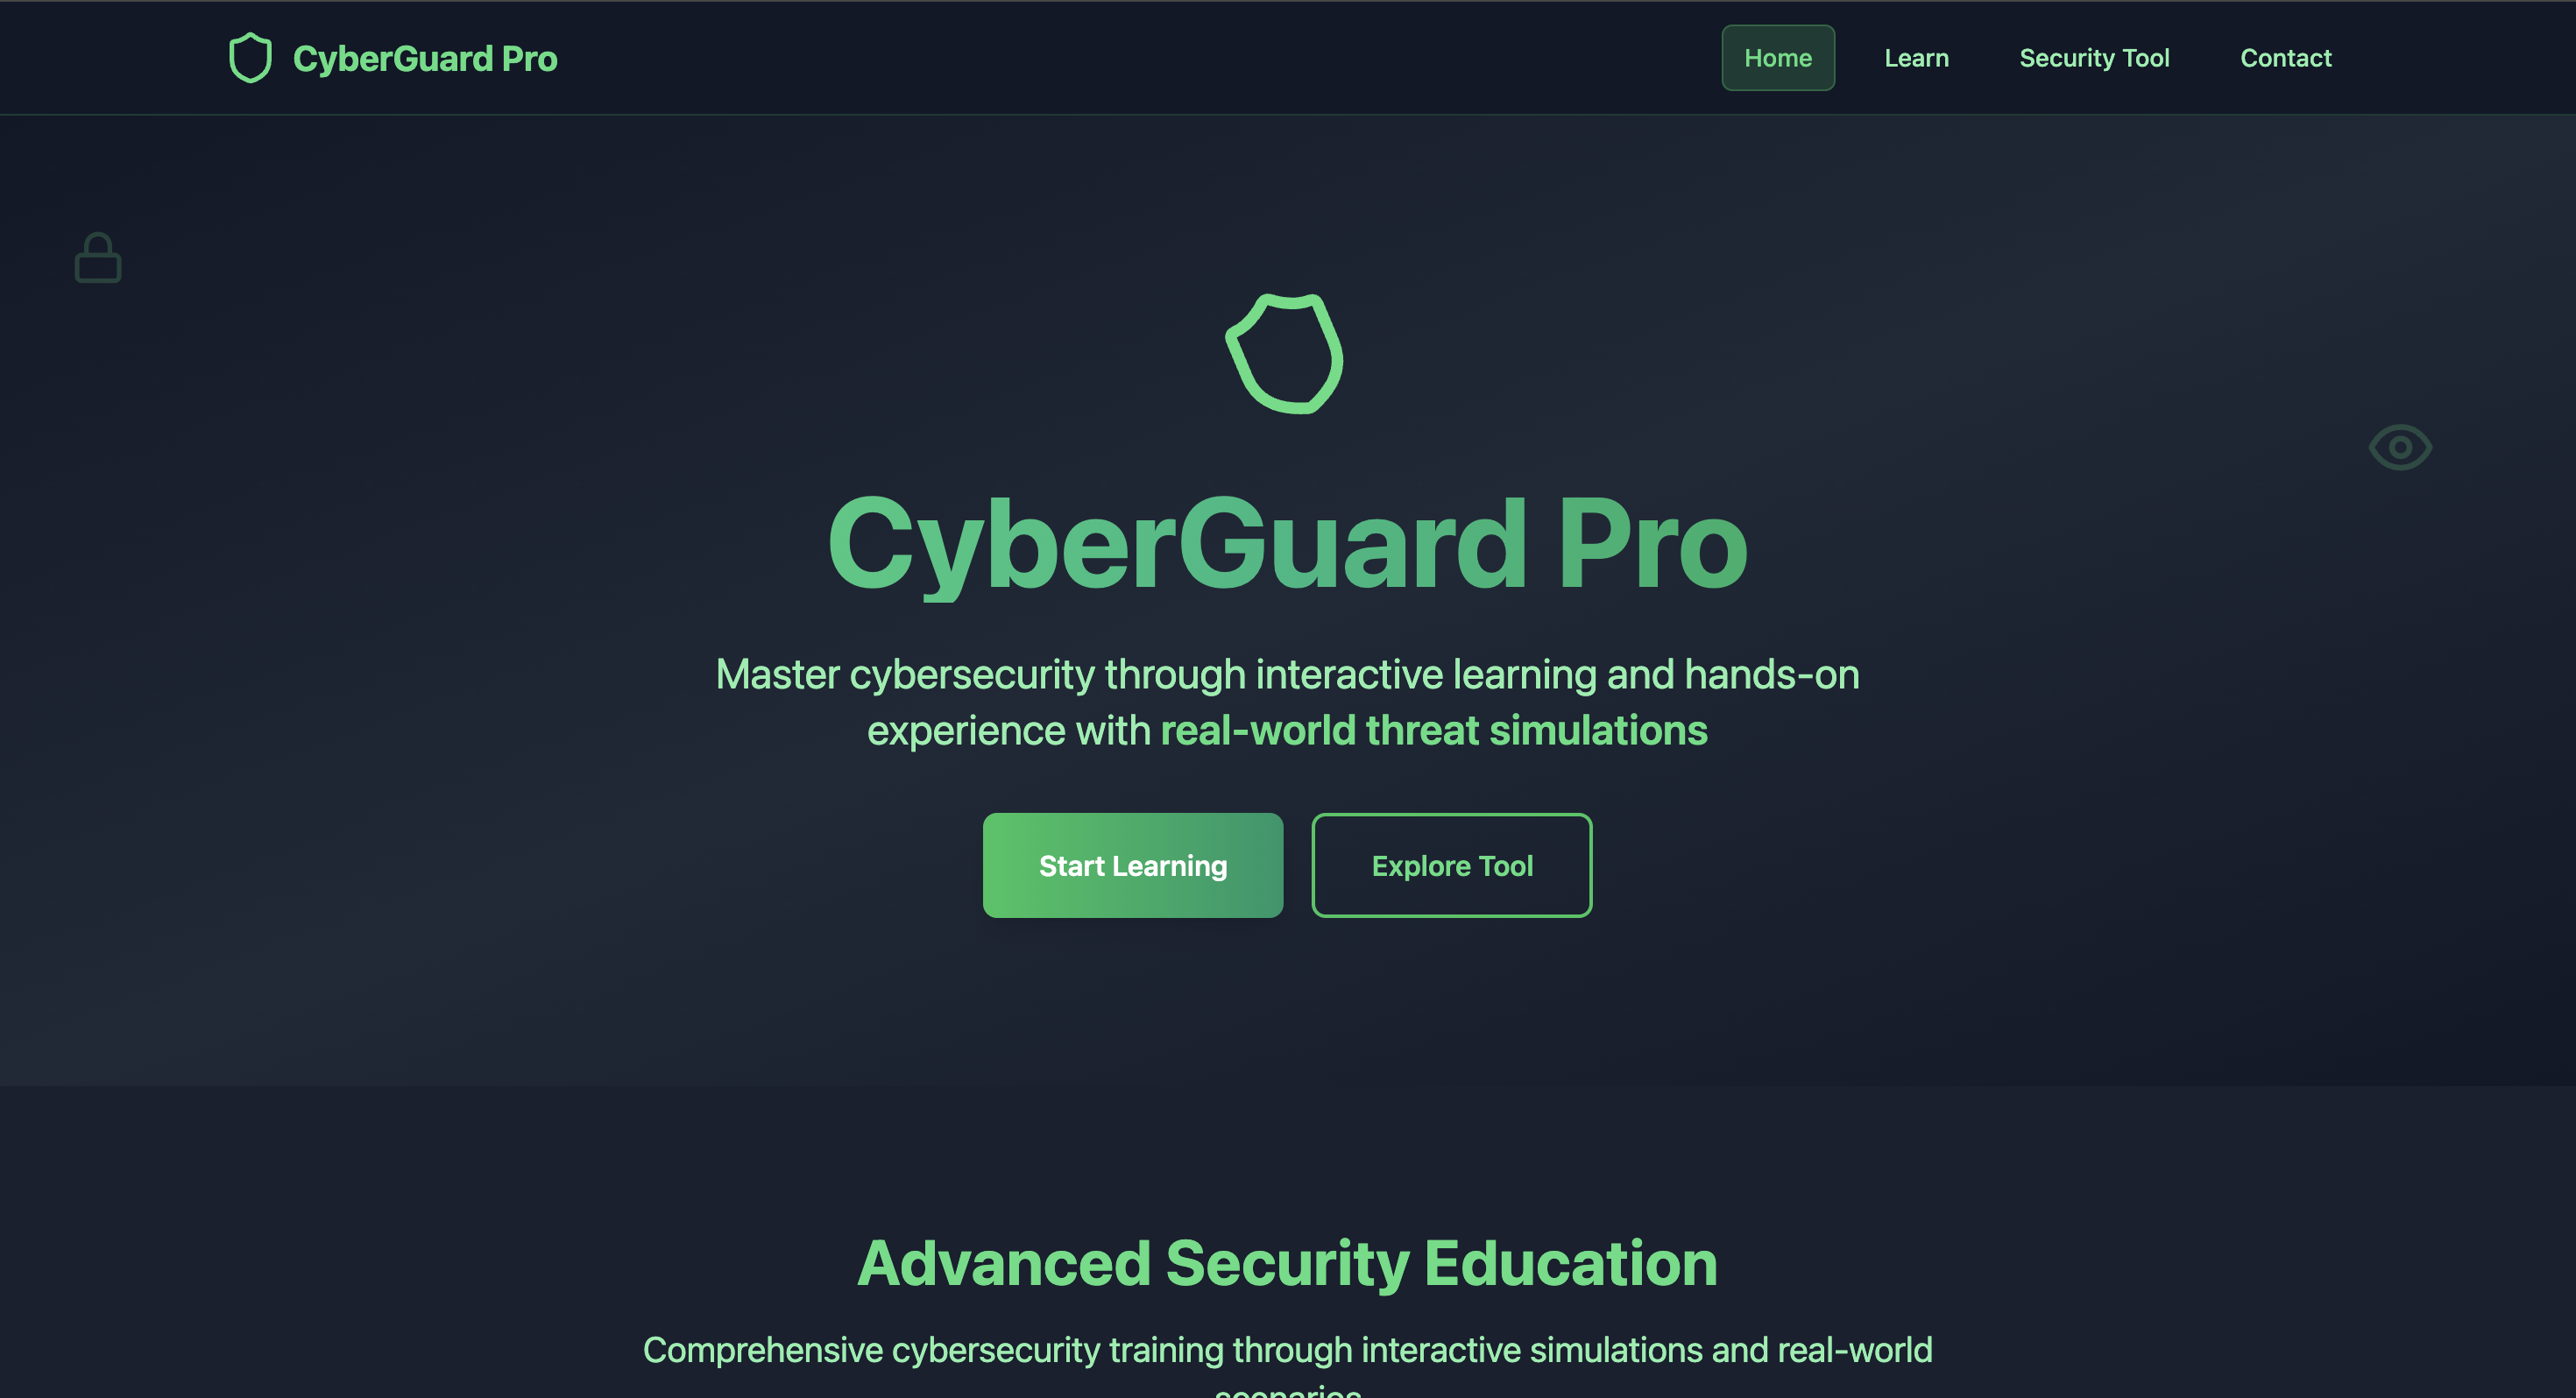 CyberGuard Pro
Home
Learn
Security Tool
Contact
CyberGuard Pro
Master cybersecurity through interactive learning and hands-on
experience with real-world threat simulations
Start Learning
Explore Tool
Advanced Security Education
Comprehensive cybersecurity training through interactive simulations and real-world
scenarios.